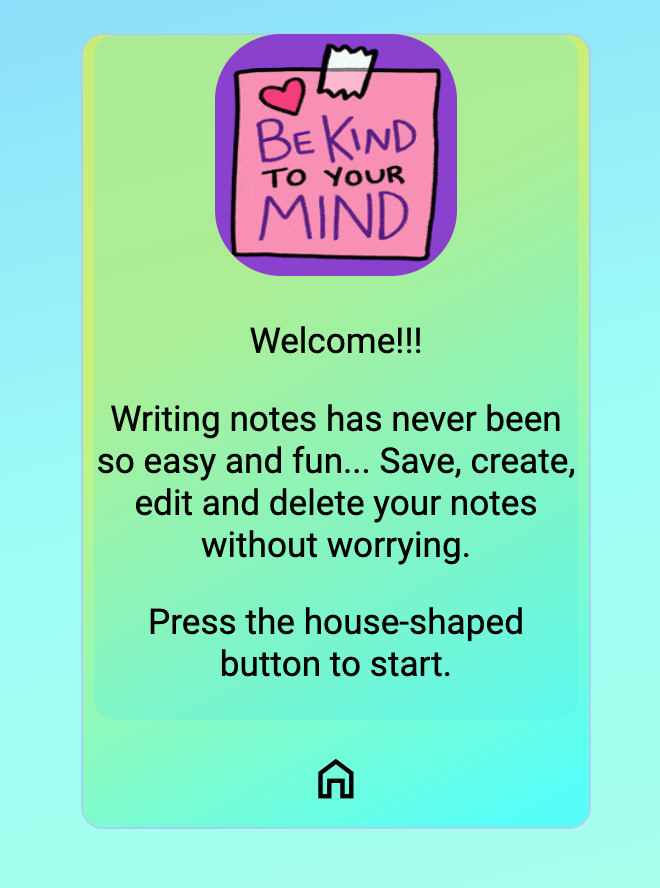 BE KIND
TO YOUR
MIND
Welcome!!!
Writing notes has never been
so easy and fun... Save, create,
edit and delete your notes
without worrying.
Press the house-shaped
button to start.